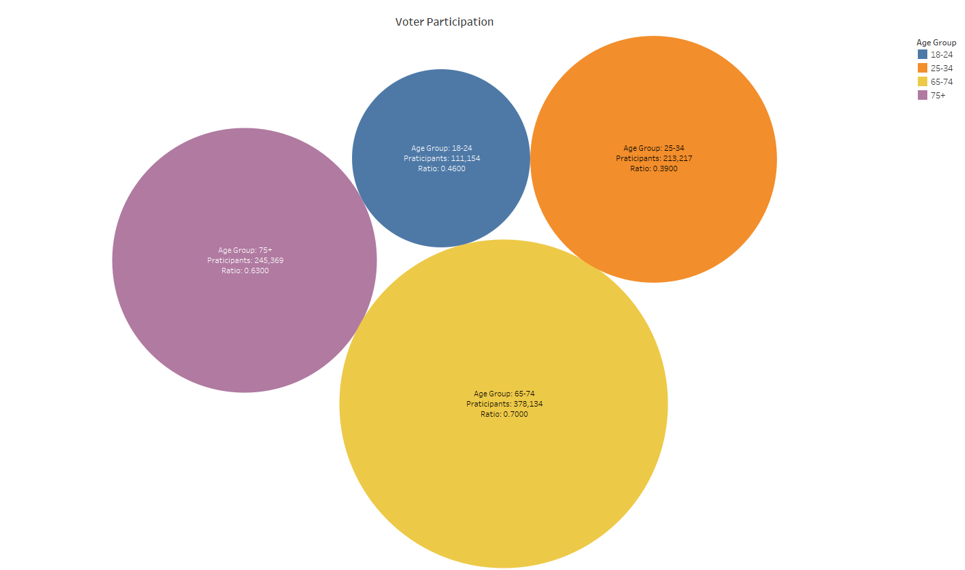 Voter Participation
Age Group
18-24
25-34
65-74
75+
Age Group: 18-24
Praticipants: 111,154
Ratio: 0.4600
Age Group: 25-34
Praticipants: 213,217
Ratio: 0.3900
Age Group: 75+
Praticipants: 245,369
Ratio: 0.6300
Age Group: 65-74
Praticipants: 378,134
Ratio: 0.7000